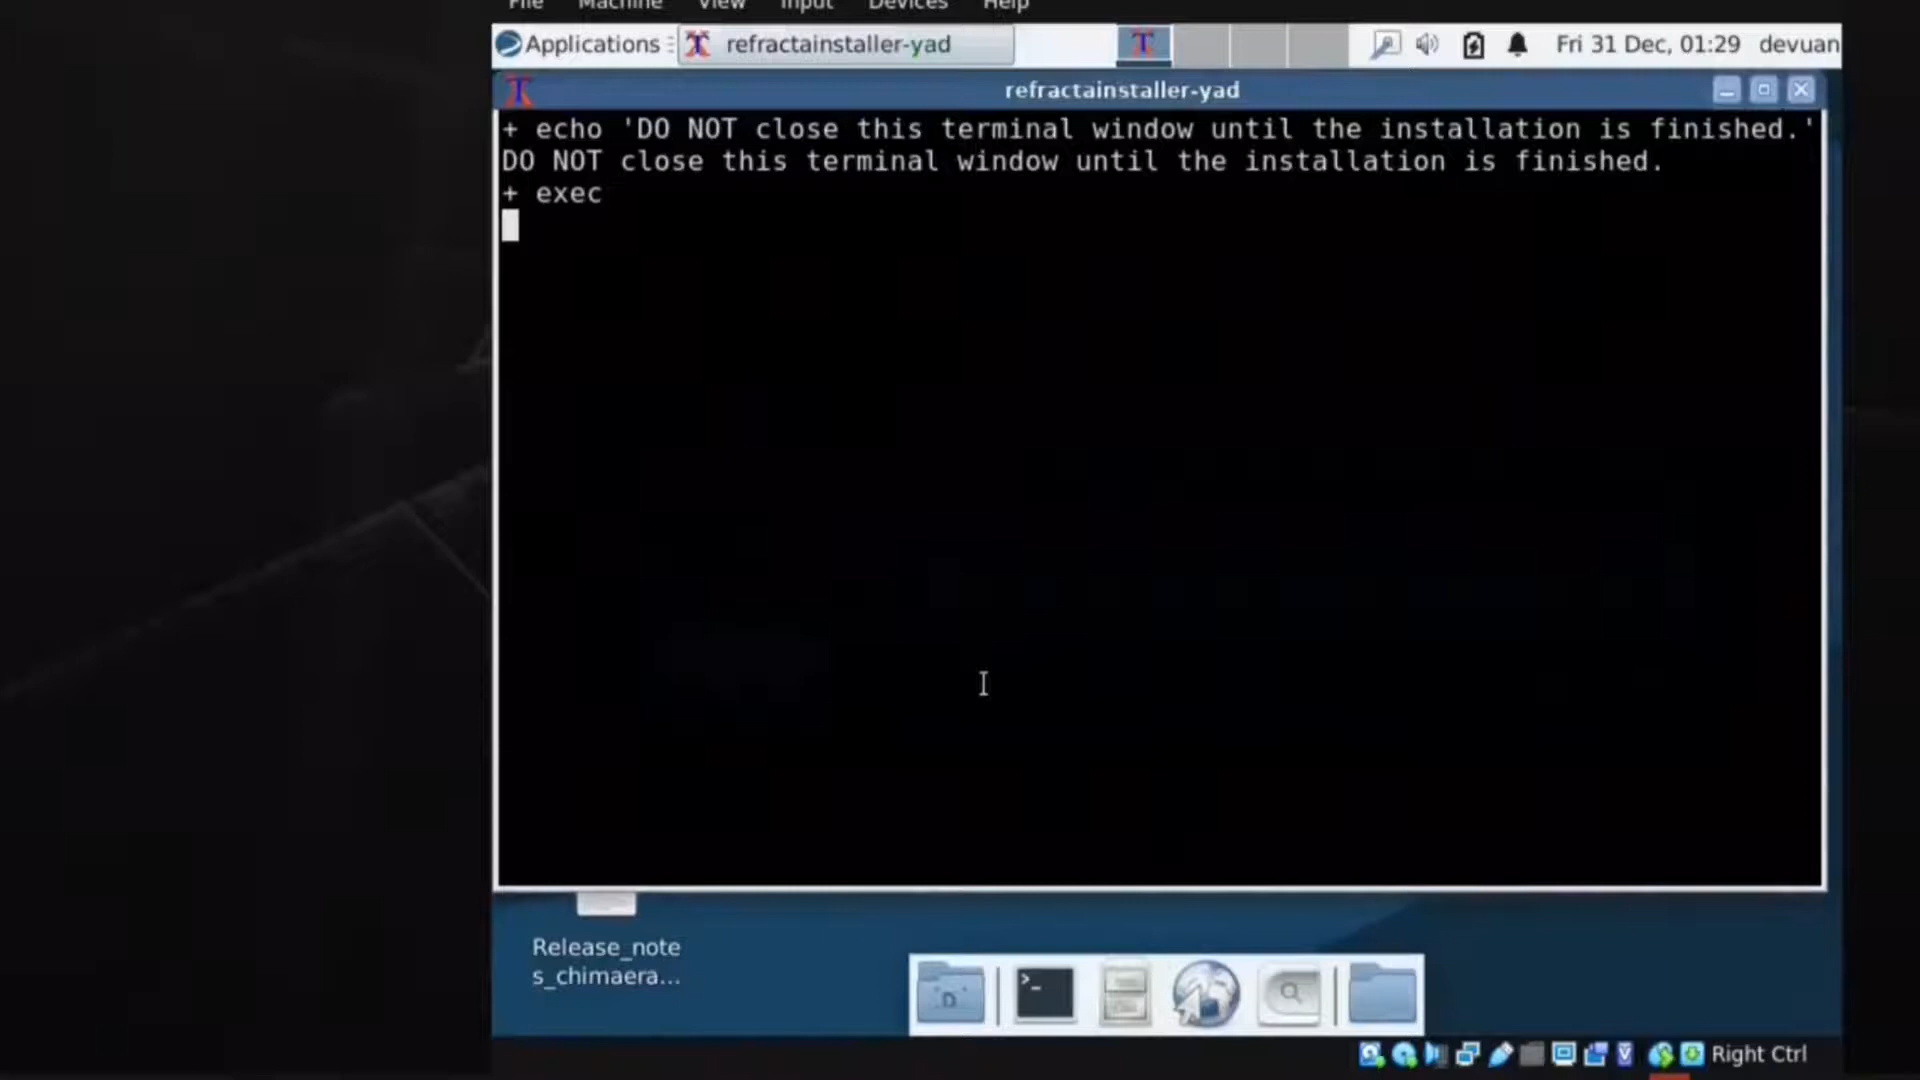 File Machine View Input Devices Help
Applications refractainstaller-yad Fri 31 Dec, 01:29 devuan
refractainstaller-yad
+ echo 'DO NOT close this terminal window until the installation is finished.'
DO NOT close this terminal window until the installation is finished.
+ exec
Release_note
s_chimaera...
Right Ctrl